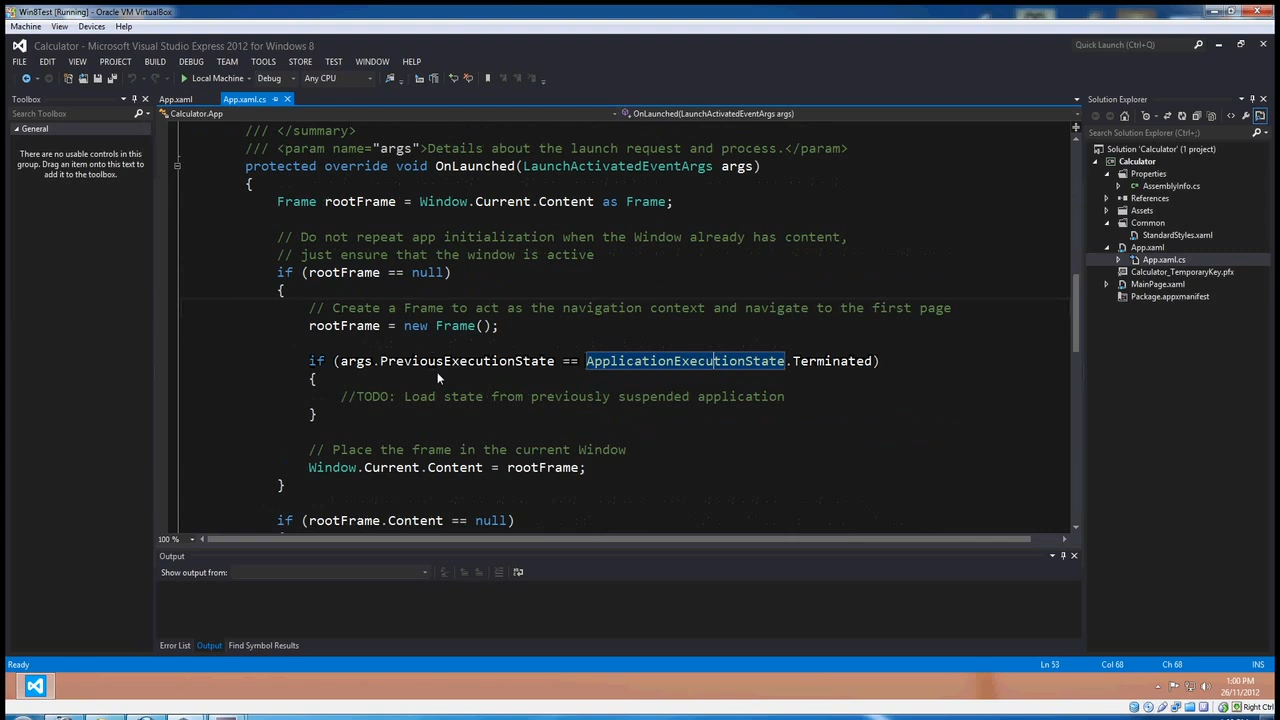 Win8Test [Running] - Oracle VM VirtualBox
Machine View Devices Help
Calculator - Microsoft Visual Studio Express 2012 for Windows 8
Quick Launch (Ctrl+Q)
FILE EDIT VIEW PROJECT BUILD DEBUG TEAM TOOLS STORE TEST WINDOW HELP
Local Machine Debug Any CPU
Toolbox
Search Toolbox
General
There are no usable controls in this
group. Drag an item onto this text to
add it to the toolbox.
App.xaml App.xaml.cs
Calculator.App OnLaunched(LaunchActivatedEventArgs args)
/// </summary>
/// <param name="args">Details about the launch request and process.</param>
protected override void OnLaunched(LaunchActivatedEventArgs args)
{
Frame rootFrame = Window.Current.Content as Frame;
// Do not repeat app initialization when the Window already has content,
// just ensure that the window is active
if (rootFrame == null)
{
// Create a Frame to act as the navigation context and navigate to the first page
rootFrame = new Frame();
if (args.PreviousExecutionState == ApplicationExecutionState.Terminated)
{
//TODO: Load state from previously suspended application
}
// Place the frame in the current Window
Window.Current.Content = rootFrame;
}
if (rootFrame.Content == null)
100 %
Output
Show output from:
Error List Output Find Symbol Results
Solution Explorer
Search Solution Explorer (Ctrl+;)
Solution 'Calculator' (1 project)
Calculator
Properties
AssemblyInfo.cs
References
Assets
Common
StandardStyles.xaml
App.xaml
App.xaml.cs
Calculator_TemporaryKey.pfx
MainPage.xaml
Package.appxmanifest
Ready Ln 53 Col 68 Ch 68 INS
1:00 PM
26/11/2012
Right Ctrl